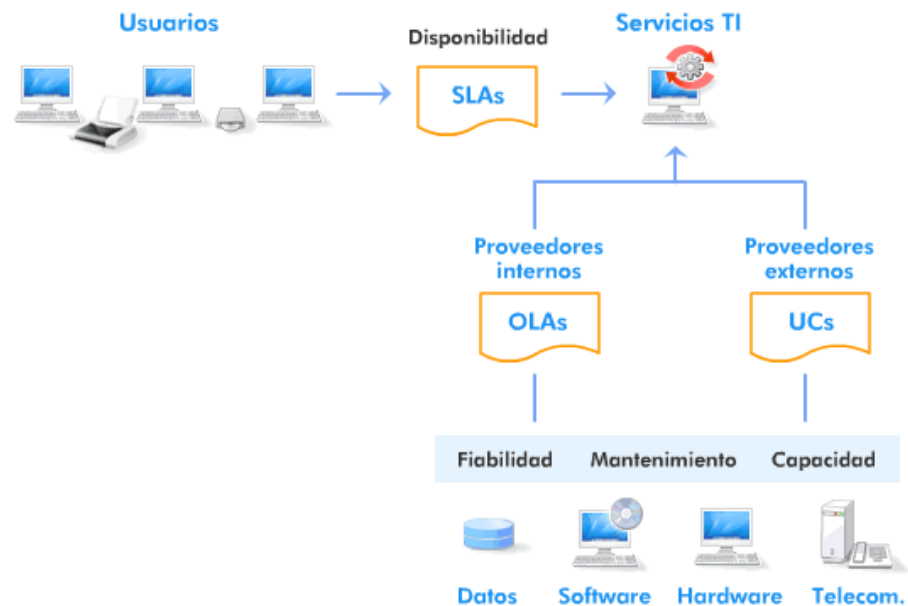 Usuarios
Disponibilidad
Servicios TI
SLAs
Proveedores
internos
Proveedores
externos
OLAs
UCs
Fiabilidad Mantenimiento Capacidad
Datos Software Hardware Telecom.